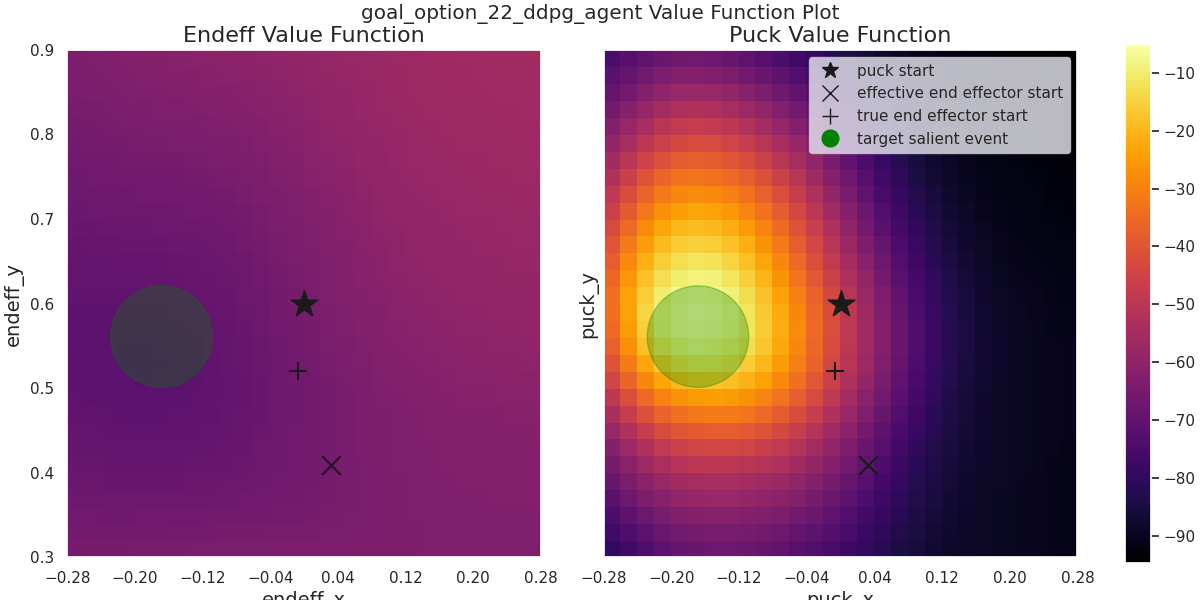 goal_option_22_ddpg_agent Value Function Plot
Endeff Value Function
Puck Value Function
0.9
0.8
0.7
0.6
0.5
0.4
0.3
endeff_y
−0.28 −0.20 −0.12 −0.04 0.04 0.12 0.20 0.28
endeff_x
puck_y
puck start
effective end effector start
true end effector start
target salient event
−0.28 −0.20 −0.12 −0.04 0.04 0.12 0.20 0.28
puck_x
−10
−20
−30
−40
−50
−60
−70
−80
−90